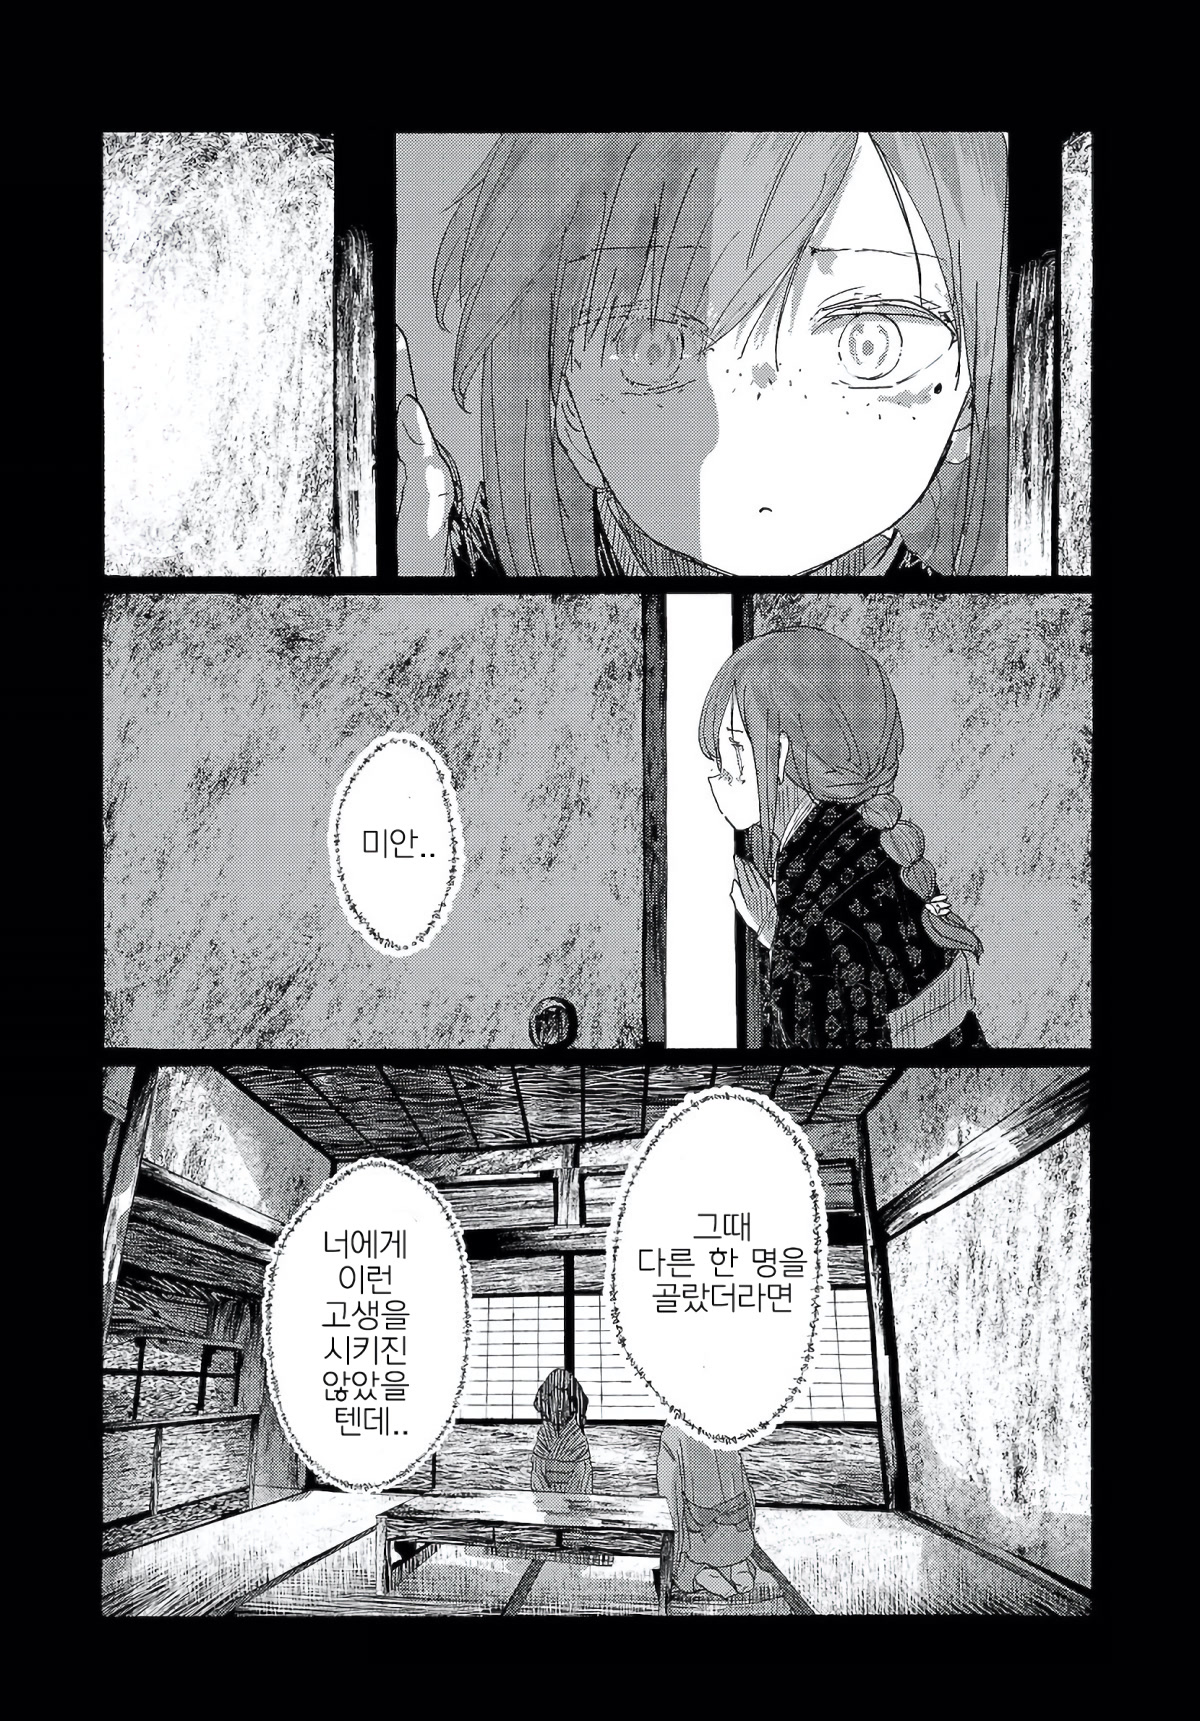 미안..
그때
다른 한 명을
골랐더라면
너에게
이런
고생을
시키진
않았을
텐데..